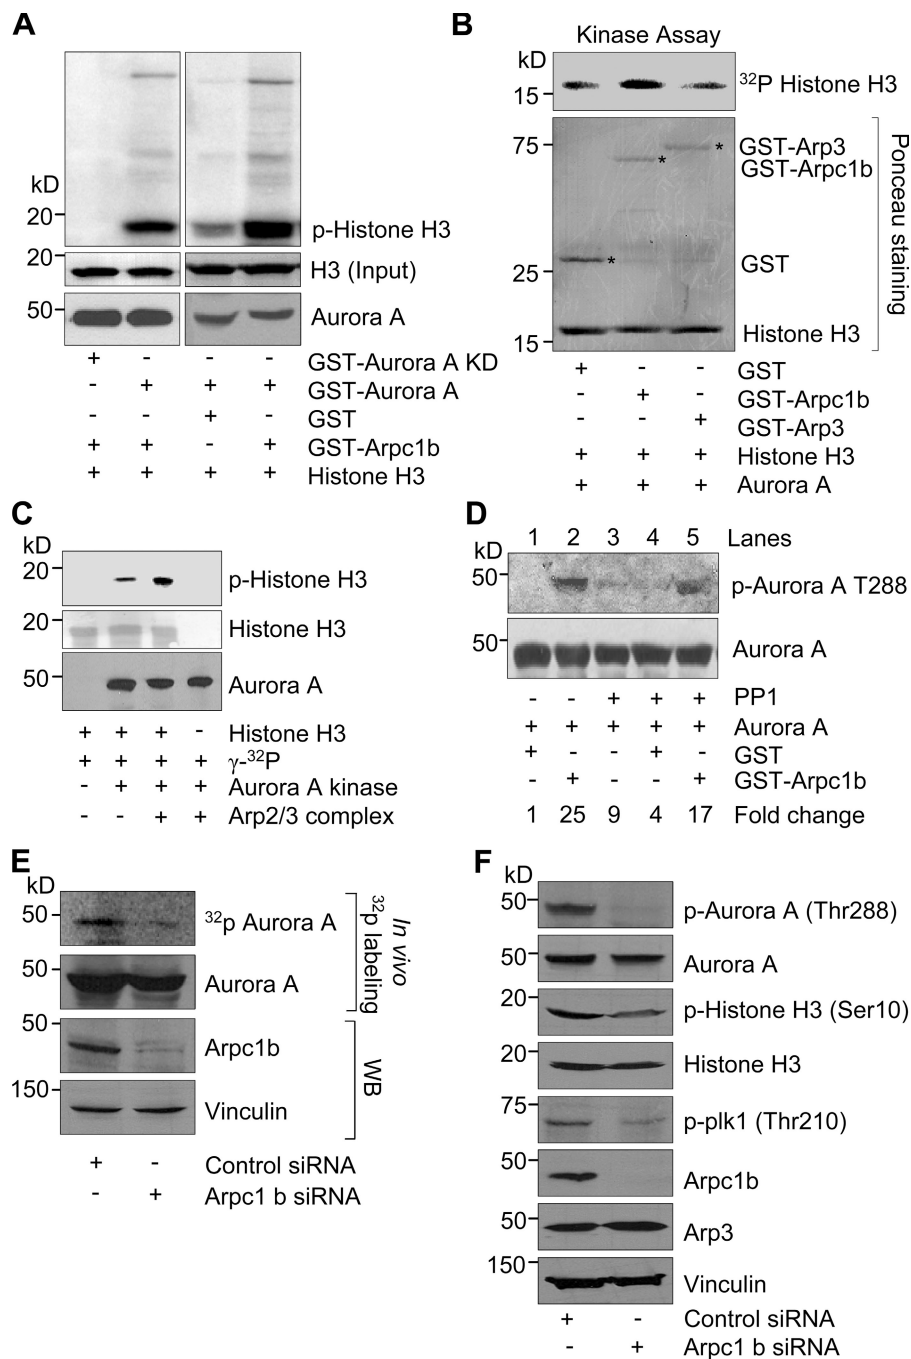 A
kD
20
p-Histone H3
20
H3 (Input)
50
Aurora A
+ - - - GST-Aurora A KD
- + + + GST-Aurora A
- - + - GST
+ + - + GST-Arpc1b
+ + + + Histone H3
B
Kinase Assay
kD
15
32P Histone H3
75
GST-Arp3
*
GST-Arpc1b
*
GST
*
25
Histone H3
15
Ponceau staining
+ - - GST
- + - GST-Arpc1b
- - + GST-Arp3
+ + + Histone H3
+ + + Aurora A
C
kD
20
p-Histone H3
20
Histone H3
50
Aurora A
+ + + - Histone H3
+ + + + γ-32P
- + + + Aurora A kinase
- - + + Arp2/3 complex
D
1 2 3 4 5 Lanes
kD
50
p-Aurora A T288
50
Aurora A
- - + + + PP1
+ + + + + Aurora A
+ - - + - GST
- + - - + GST-Arpc1b
1 25 9 4 17 Fold change
E
kD
50
32p Aurora A
50
Aurora A
In vivo
32p labeling
50
Arpc1b
150
Vinculin
WB
+ - Control siRNA
- + Arpc1 b siRNA
F
kD
50
p-Aurora A (Thr288)
50
Aurora A
20
p-Histone H3 (Ser10)
20
Histone H3
75
p-plk1 (Thr210)
50
Arpc1b
50
Arp3
150
Vinculin
+ - Control siRNA
- + Arpc1 b siRNA